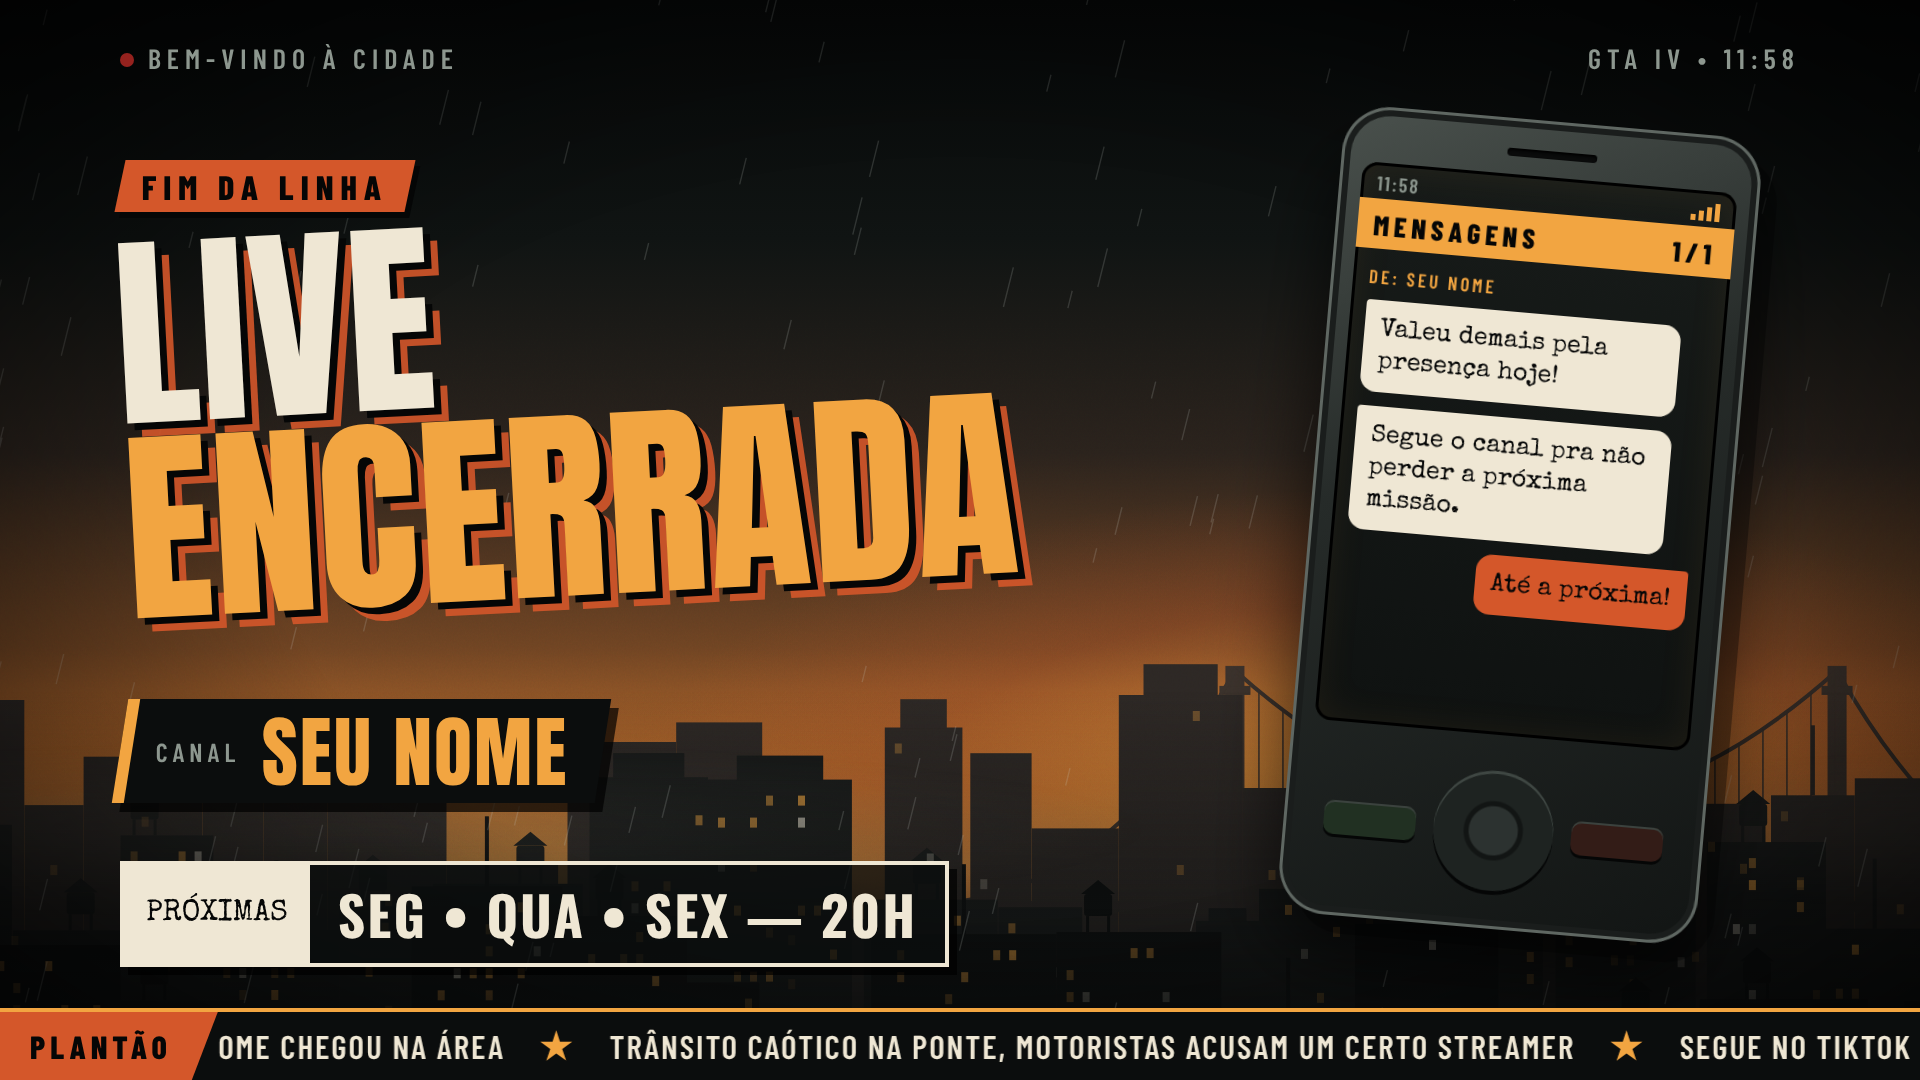 BEM-VINDO À CIDADE
GTA IV • 11:58
FIM DA LINHA
LIVE
ENCERRADA
CANAL SEU NOME
PRÓXIMAS SEG • QUA • SEX — 20H
11:58
MENSAGENS 1/1
DE: SEU NOME
Valeu demais pela
presença hoje!
Segue o canal pra não
perder a próxima
missão.
Até a próxima!
PLANTÃO OME CHEGOU NA ÁREA ★ TRÂNSITO CAÓTICO NA PONTE, MOTORISTAS ACUSAM UM CERTO STREAMER ★ SEGUE NO TIKTOK